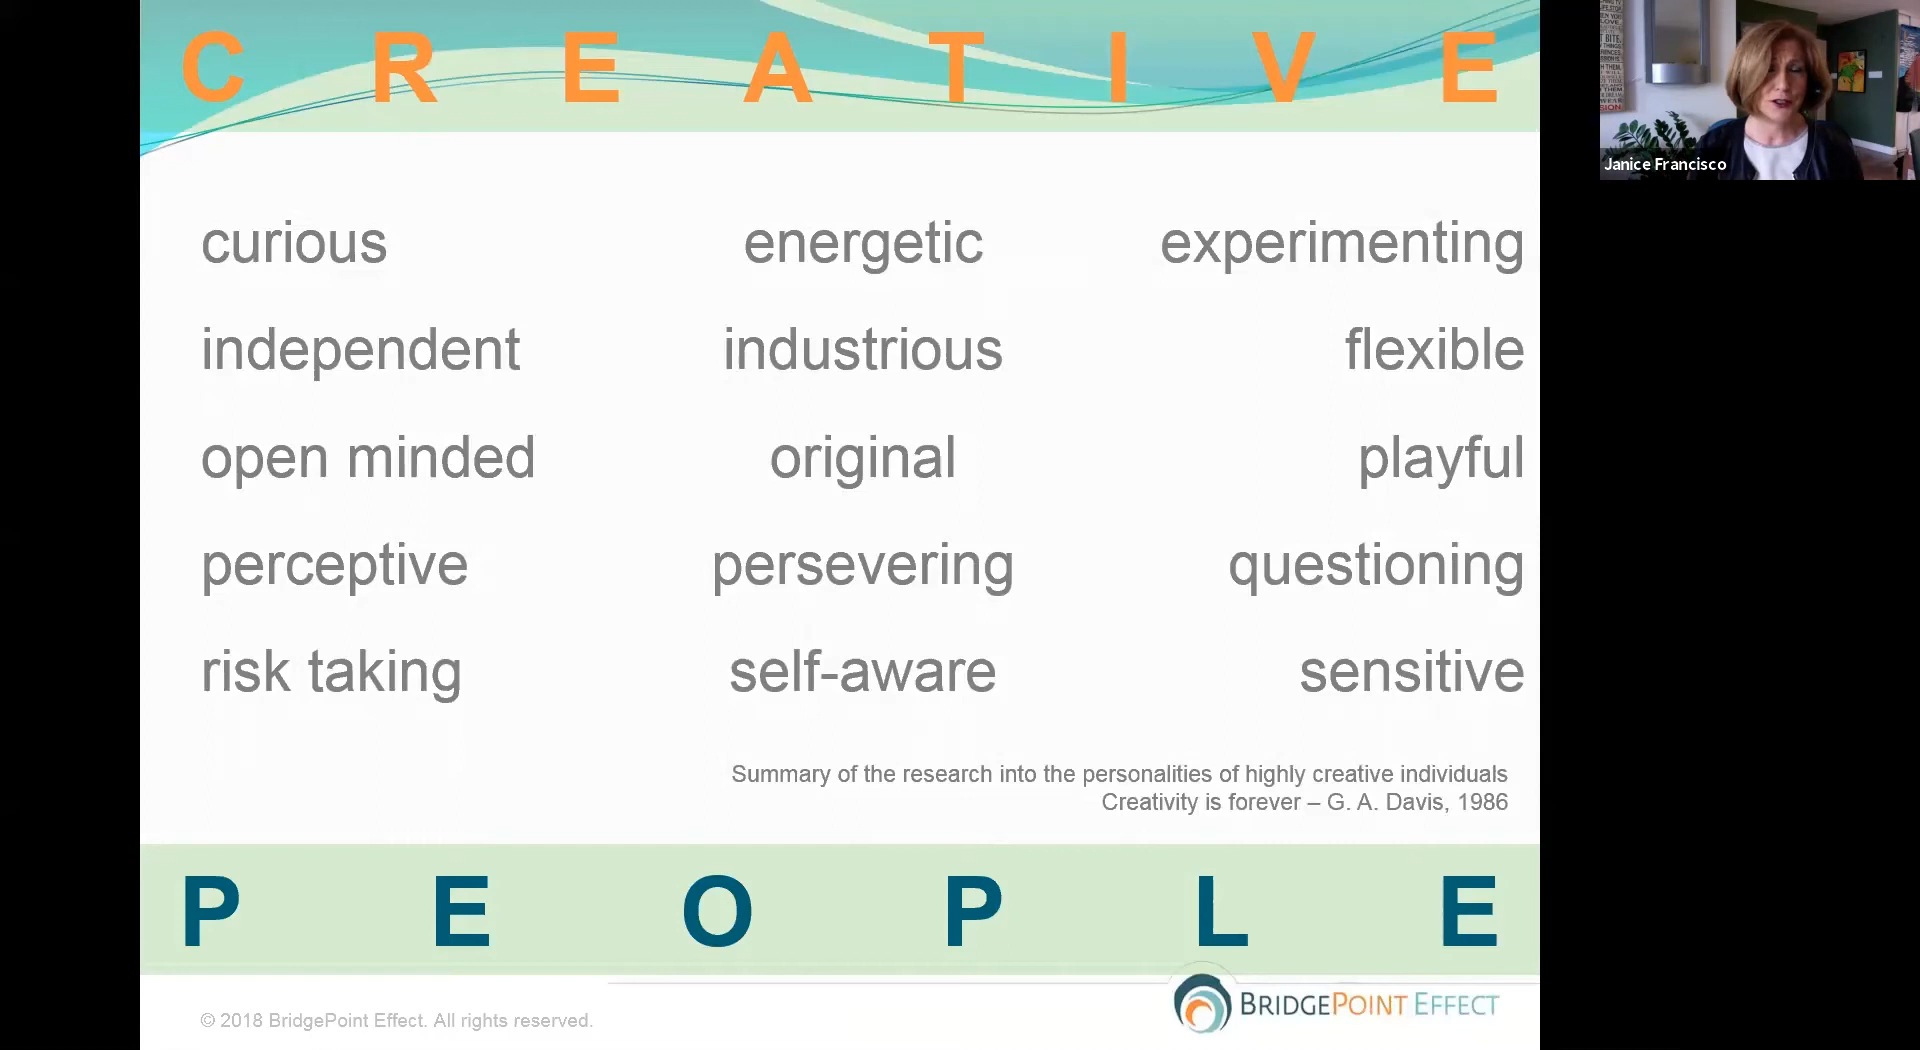 C R E A T I V E
curious energetic experimenting
independent industrious flexible
open minded original playful
perceptive persevering questioning
risk taking self-aware sensitive
Summary of the research into the personalities of highly creative individuals
Creativity is forever – G. A. Davis, 1986
P E O P L E
© 2018 BridgePoint Effect. All rights reserved.
BRIDGEPOINT EFFECT
Janice Francisco